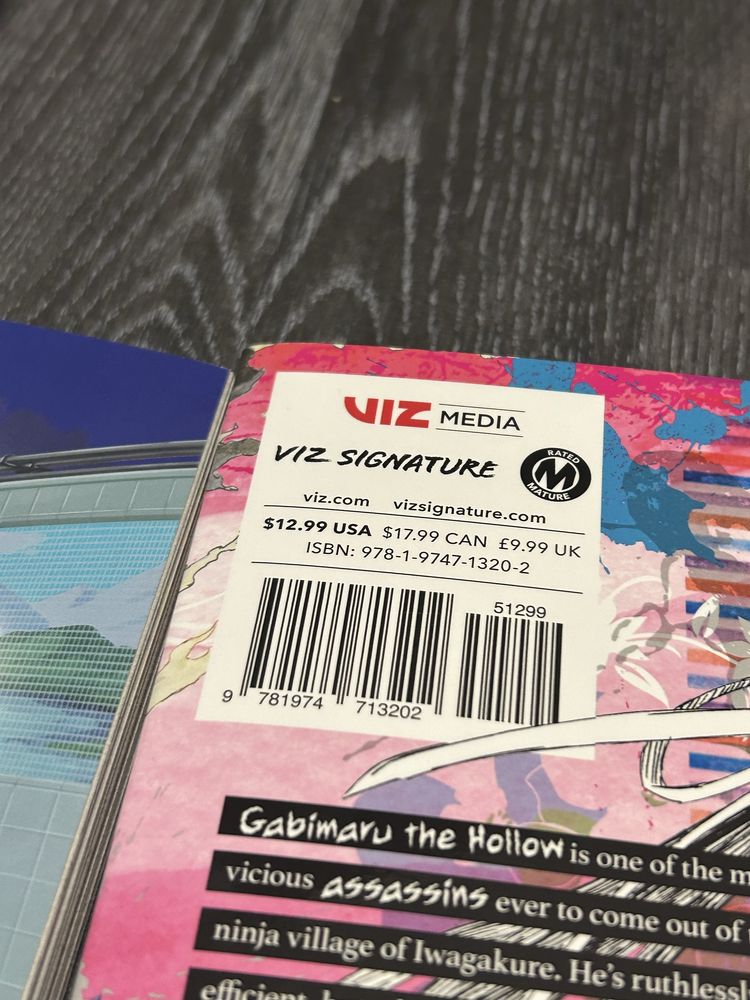 VIZ MEDIA
VIZ SIGNATURE
RATED
M
MATURE
viz.com vizsignature.com
$12.99 USA $17.99 CAN £9.99 UK
ISBN: 978-1-9747-1320-2
51299
9 781974 713202
Gabimaru the Hollow is one of the
vicious assassins ever to come out of
ninja village of Iwagakure. He's